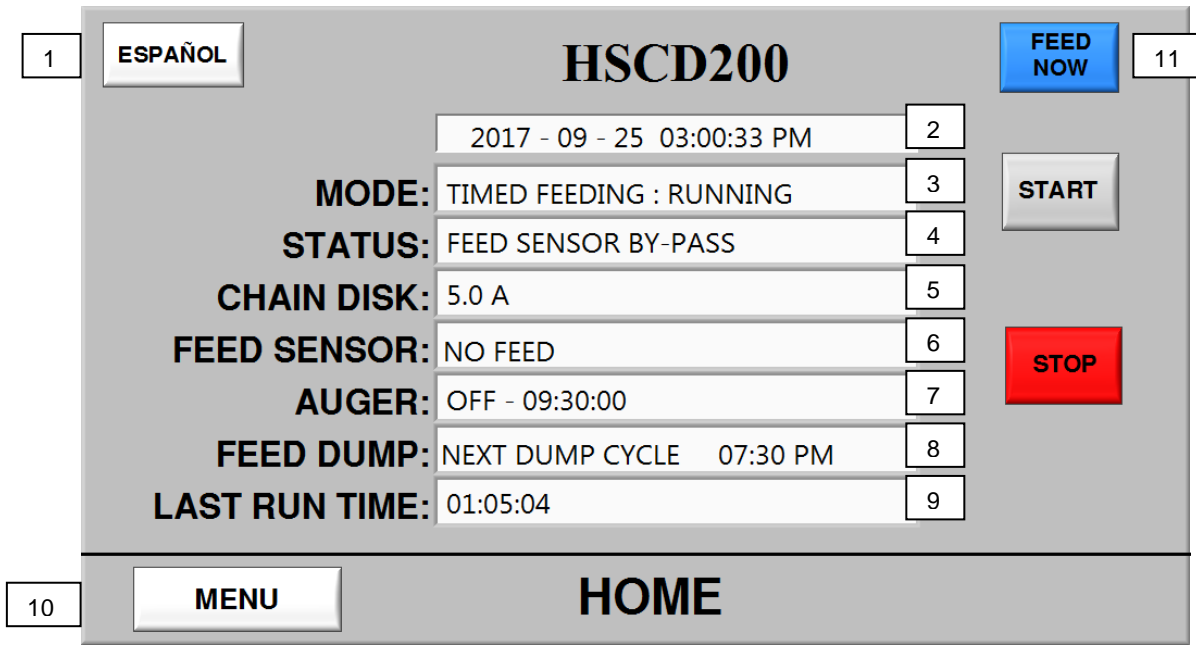 1
ESPAÑOL
HSCD200
FEED
NOW
11
2017 - 09 - 25 03:00:33 PM
2
MODE: TIMED FEEDING : RUNNING
3
START
STATUS: FEED SENSOR BY-PASS
4
CHAIN DISK: 5.0 A
5
FEED SENSOR: NO FEED
6
STOP
AUGER: OFF - 09:30:00
7
FEED DUMP: NEXT DUMP CYCLE 07:30 PM
8
LAST RUN TIME: 01:05:04
9
10
MENU
HOME